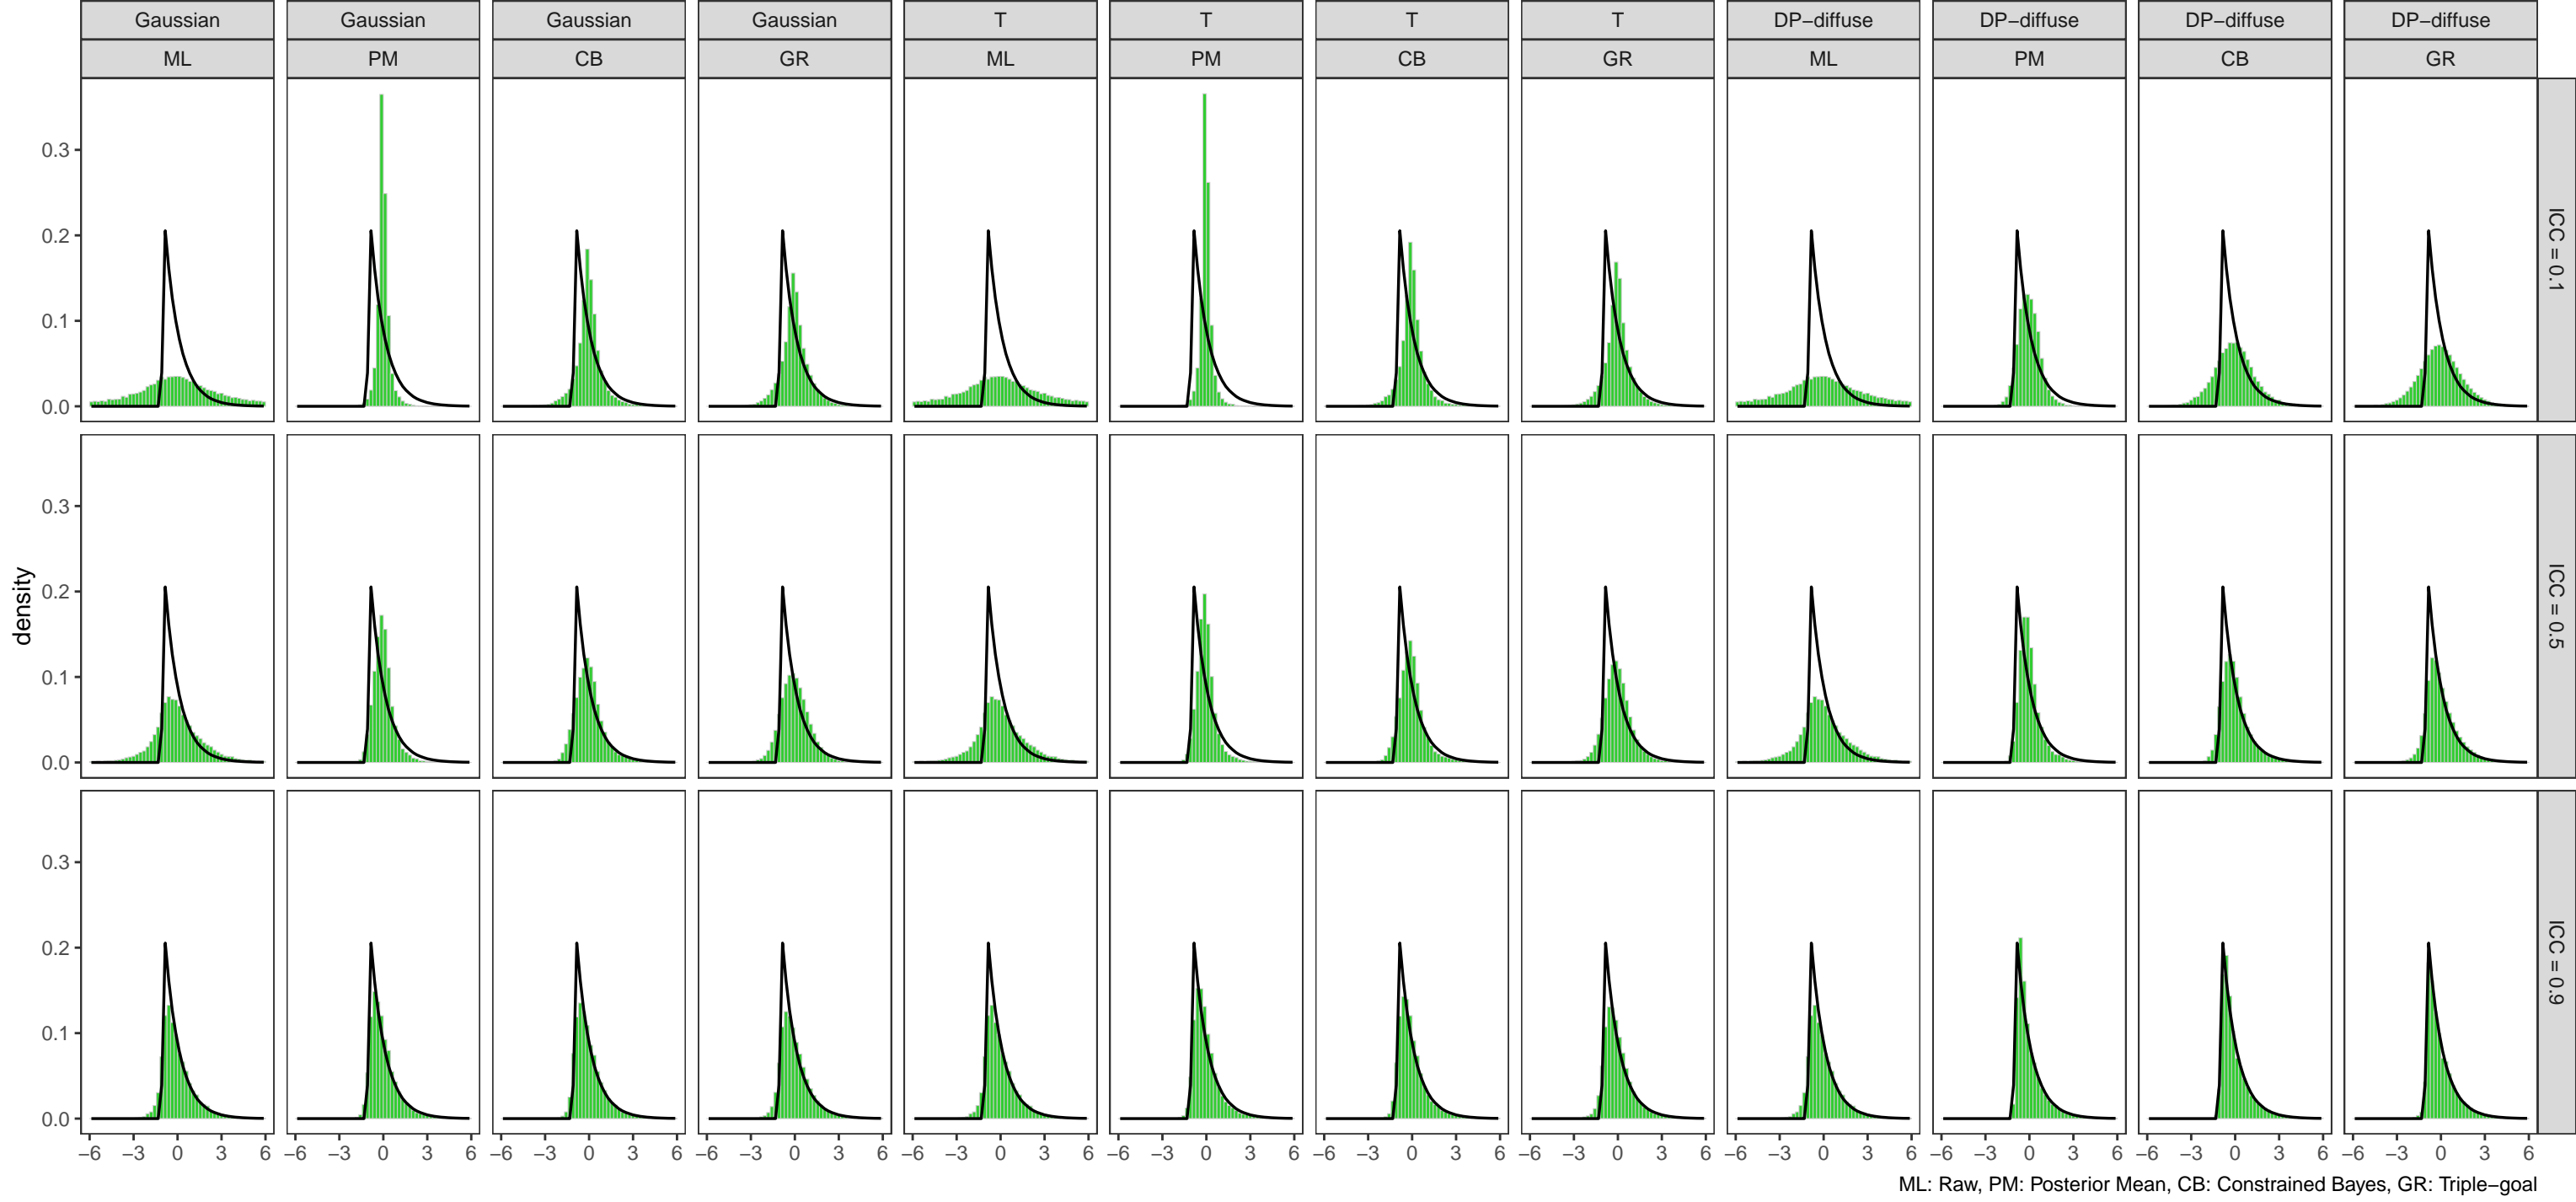 Gaussian Gaussian Gaussian Gaussian T T T T DP−diffuse DP−diffuse DP−diffuse DP−diffuse
ML PM CB GR ML PM CB GR ML PM CB GR
0.3
0.2
0.1
0.0
ICC = 0.1
0.3
0.2
0.1
0.0
ICC = 0.5
0.3
0.2
0.1
0.0
ICC = 0.9
density
−6 −3 0 3 6 −6 −3 0 3 6 −6 −3 0 3 6 −6 −3 0 3 6 −6 −3 0 3 6 −6 −3 0 3 6 −6 −3 0 3 6 −6 −3 0 3 6 −6 −3 0 3 6 −6 −3 0 3 6 −6 −3 0 3 6 −6 −3 0 3 6
ML: Raw, PM: Posterior Mean, CB: Constrained Bayes, GR: Triple−goal